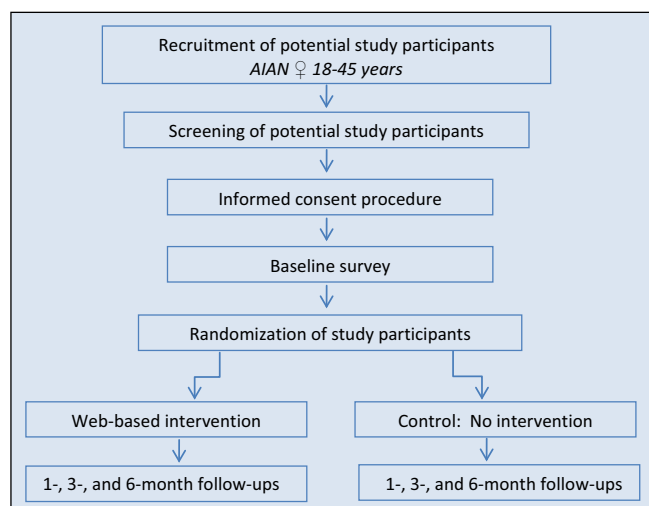 Recruitment of potential study participants
AIAN ♀ 18-45 years
Screening of potential study participants
Informed consent procedure
Baseline survey
Randomization of study participants
Web-based intervention
Control:  No intervention
1-, 3-, and 6-month follow-ups
1-, 3-, and 6-month follow-ups